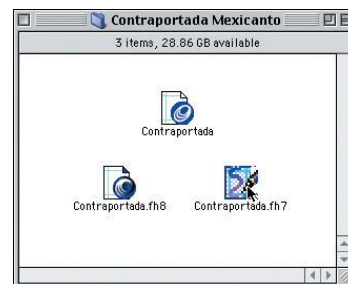 Contraportada Mexicanto
3 items, 28.86 GB available
Contraportada
Contraportada.fh8
Contraportada.fh7